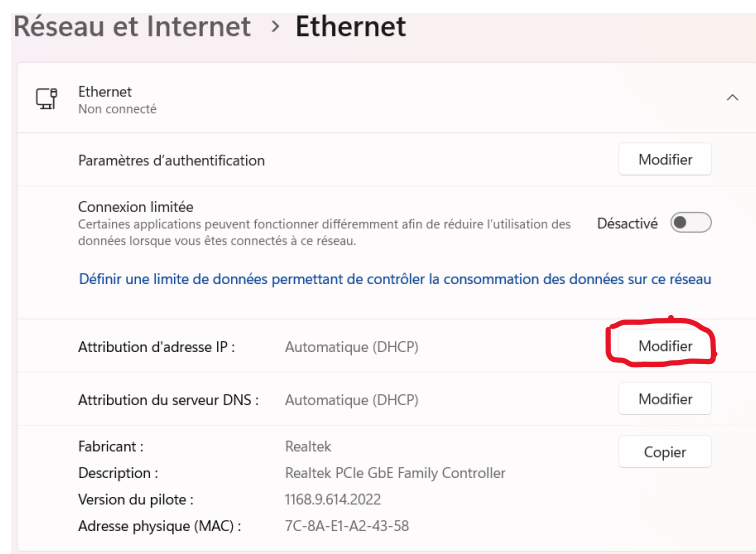 Réseau et Internet > Ethernet
Ethernet
Non connecté
Paramètres d'authentification
Modifier
Connexion limitée
Certaines applications peuvent fonctionner différemment afin de réduire l'utilisation des
données lorsque vous êtes connectés à ce réseau.
Désactivé
Définir une limite de données permettant de contrôler la consommation des données sur ce réseau
Attribution d'adresse IP : Automatique (DHCP) Modifier
Attribution du serveur DNS : Automatique (DHCP) Modifier
Fabricant : Realtek Copier
Description : Realtek PCIe GbE Family Controller
Version du pilote : 1168.9.614.2022
Adresse physique (MAC) : 7C-8A-E1-A2-43-58